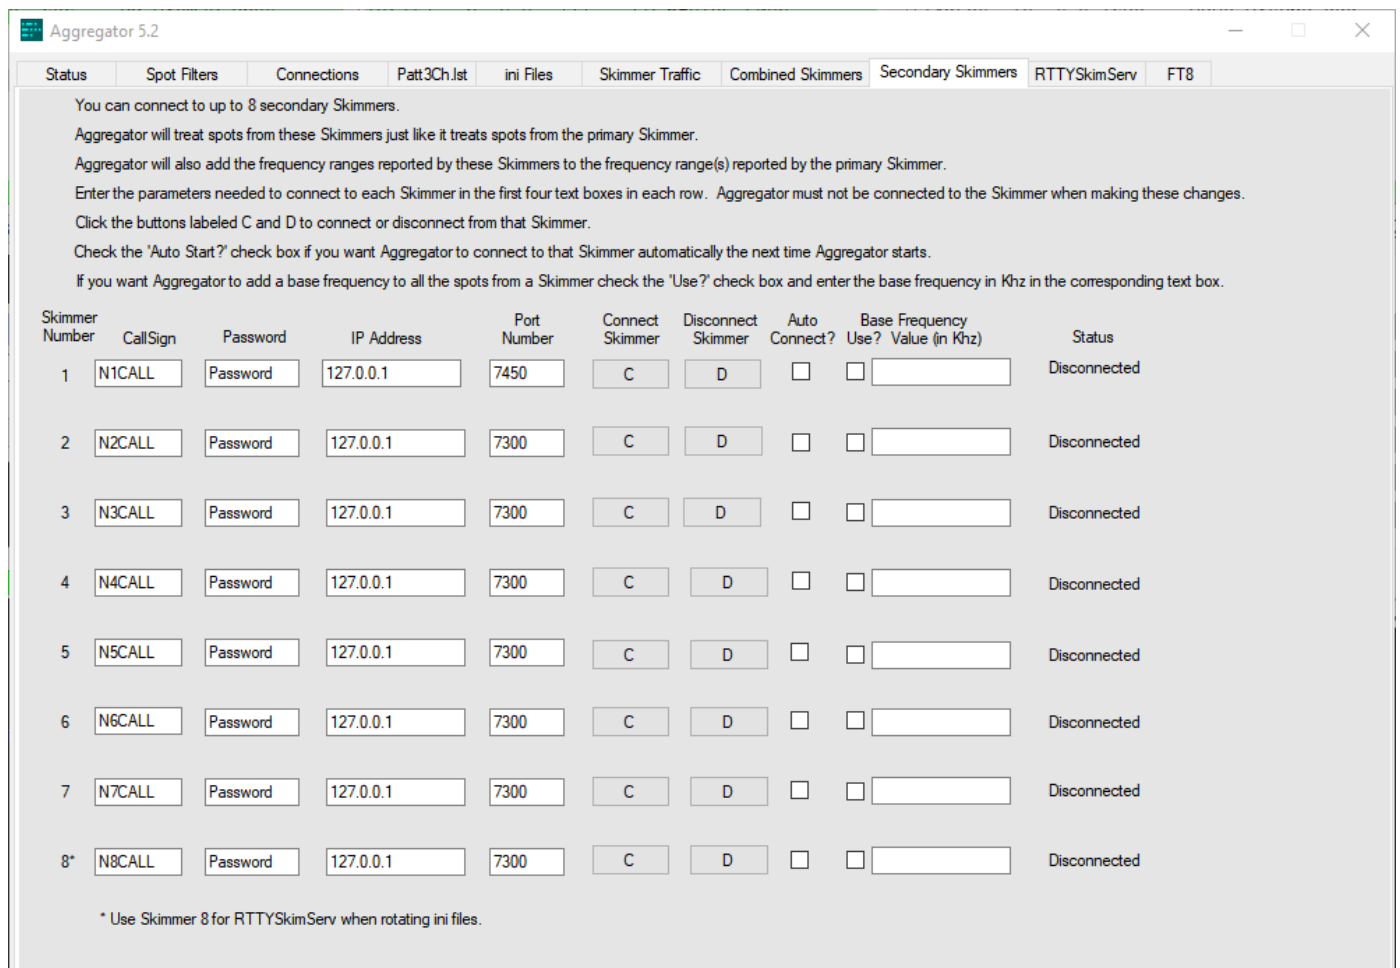 Aggregator 5.2
Status Spot Filters Connections Patt3Ch.lst ini Files Skimmer Traffic Combined Skimmers Secondary Skimmers RTTYSkimServ FT8
You can connect to up to 8 secondary Skimmers.
Aggregator will treat spots from these Skimmers just like it treats spots from the primary Skimmer.
Aggregator will also add the frequency ranges reported by these Skimmers to the frequency range(s) reported by the primary Skimmer.
Enter the parameters needed to connect to each Skimmer in the first four text boxes in each row. Aggregator must not be connected to the Skimmer when making these changes.
Click the buttons labeled C and D to connect or disconnect from that Skimmer.
Check the 'Auto Start?' check box if you want Aggregator to connect to that Skimmer automatically the next time Aggregator starts.
If you want Aggregator to add a base frequency to all the spots from a Skimmer check the 'Use?' check box and enter the base frequency in Khz in the corresponding text box.
Skimmer Port Connect Disconnect Auto Base Frequency
Number CallSign Password IP Address Number Skimmer Skimmer Connect? Use? Value (in Khz) Status
1 N1CALL Password 127.0.0.1 7450 C D Disconnected
2 N2CALL Password 127.0.0.1 7300 C D Disconnected
3 N3CALL Password 127.0.0.1 7300 C D Disconnected
4 N4CALL Password 127.0.0.1 7300 C D Disconnected
5 N5CALL Password 127.0.0.1 7300 C D Disconnected
6 N6CALL Password 127.0.0.1 7300 C D Disconnected
7 N7CALL Password 127.0.0.1 7300 C D Disconnected
8* N8CALL Password 127.0.0.1 7300 C D Disconnected
* Use Skimmer 8 for RTTYSkimServ when rotating ini files.